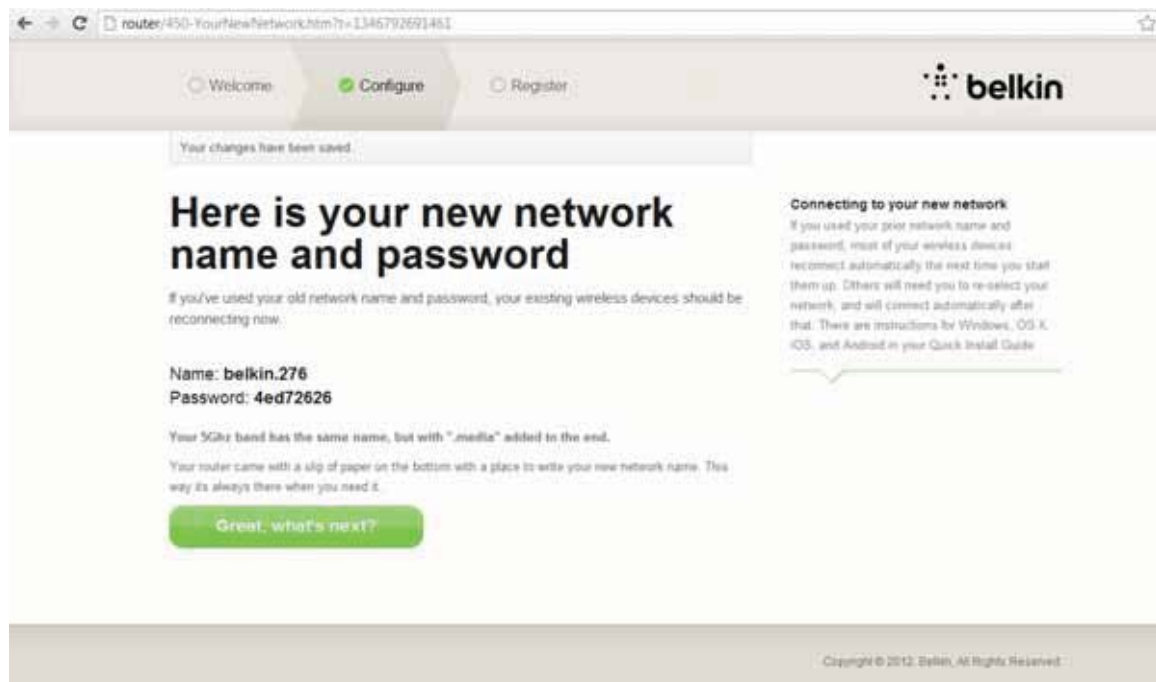 router/450-YourNewNetwork.htm?t=1346792691461
Welcome
Configure
Register
belkin
Your changes have been saved.
Here is your new network
name and password
If you've used your old network name and password, your existing wireless devices should be
reconnecting now.
Name: belkin.276
Password: 4ed72626
Your 5Ghz band has the same name, but with ".media" added to the end.
Your router came with a slip of paper on the bottom with a place to write your new network name. This
way its always there when you need it.
Great, what's next?
Connecting to your new network
If you used your prior network name and
password, most of your wireless devices
reconnect automatically the next time you start
them up. Others will need you to re-select your
network, and will connect automatically after
that. There are instructions for Windows, OS X,
iOS, and Android in your Quick Install Guide
Copyright © 2012. Belkin, All Rights Reserved.